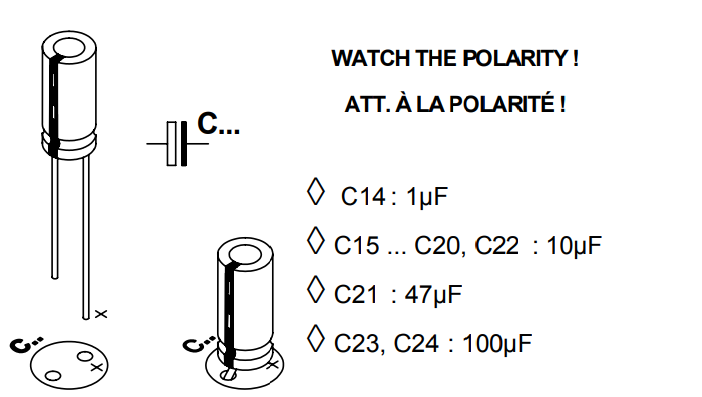 WATCH THE POLARITY !
ATT. À LA POLARITÉ !
C...
◊ C14 : 1µF
◊ C15 ... C20, C22 : 10µF
◊ C21 : 47µF
◊ C23, C24 : 100µF
C..
C..